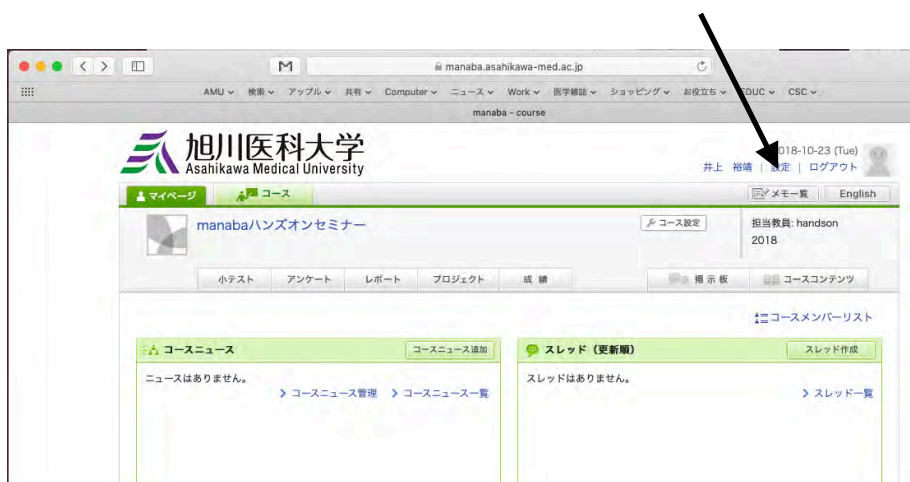 manaba.asahikawa-med.ac.jp
AMU 検索 アップル 共有 Computer ニュース Work 医学雑誌 ショッピング お役立ち EDUC CSC
manaba - course
旭川医科大学
Asahikawa Medical University
2018-10-23 (Tue)
井上 裕靖 | 設定 | ログアウト
マイページ コース メモ一覧 English
manabaハンズオンセミナー
コース設定
担当教員: handson
2018
小テスト アンケート レポート プロジェクト 成績 掲示板 コースコンテンツ
コースメンバーリスト
コースニュース コースニュース追加
ニュースはありません。
コースニュース管理 コースニュース一覧
スレッド（更新順） スレッド作成
スレッドはありません。
スレッド一覧